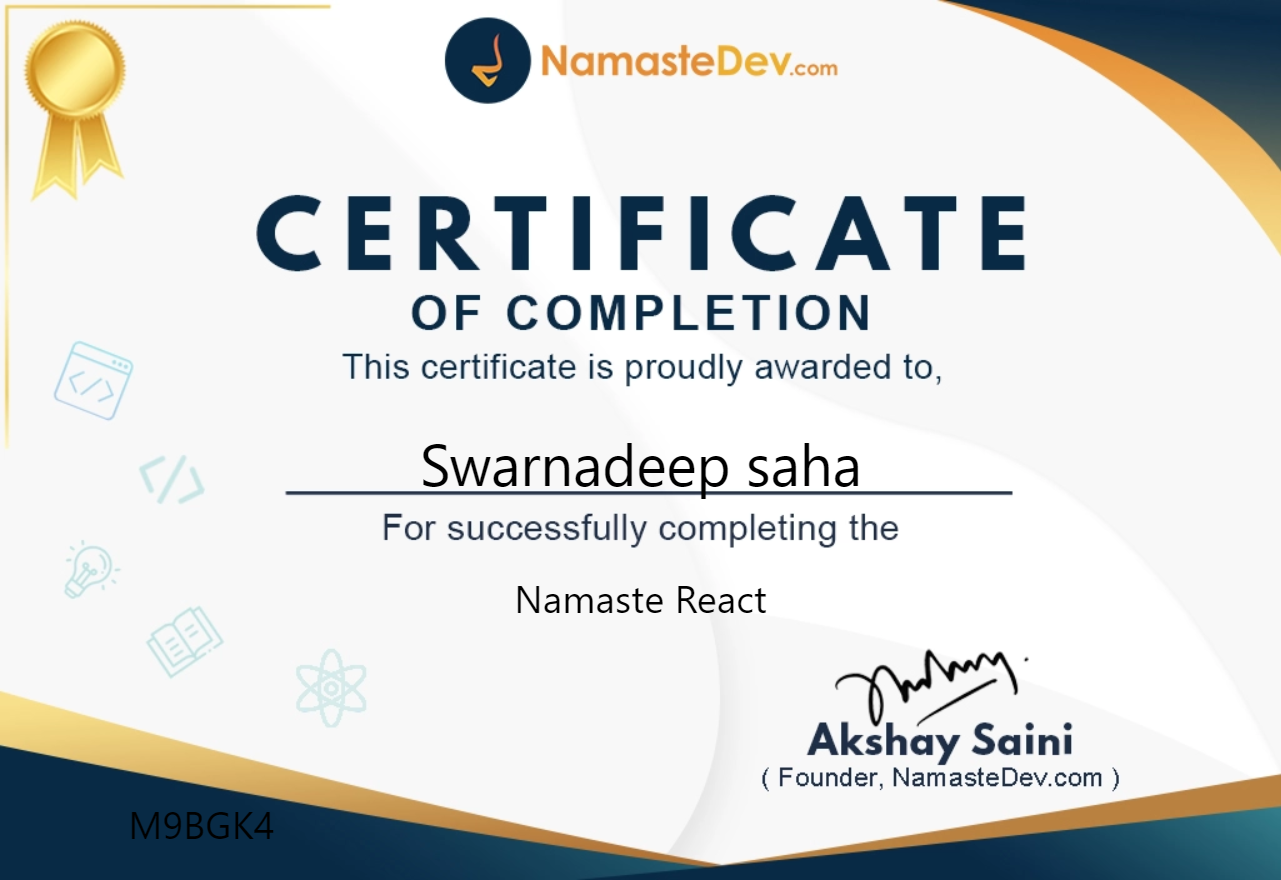 NamasteDev.com
CERTIFICATE
OF COMPLETION
This certificate is proudly awarded to,
Swarnadeep saha
For successfully completing the
Namaste React
Akshay Saini
( Founder, NamasteDev.com )
M9BGK4